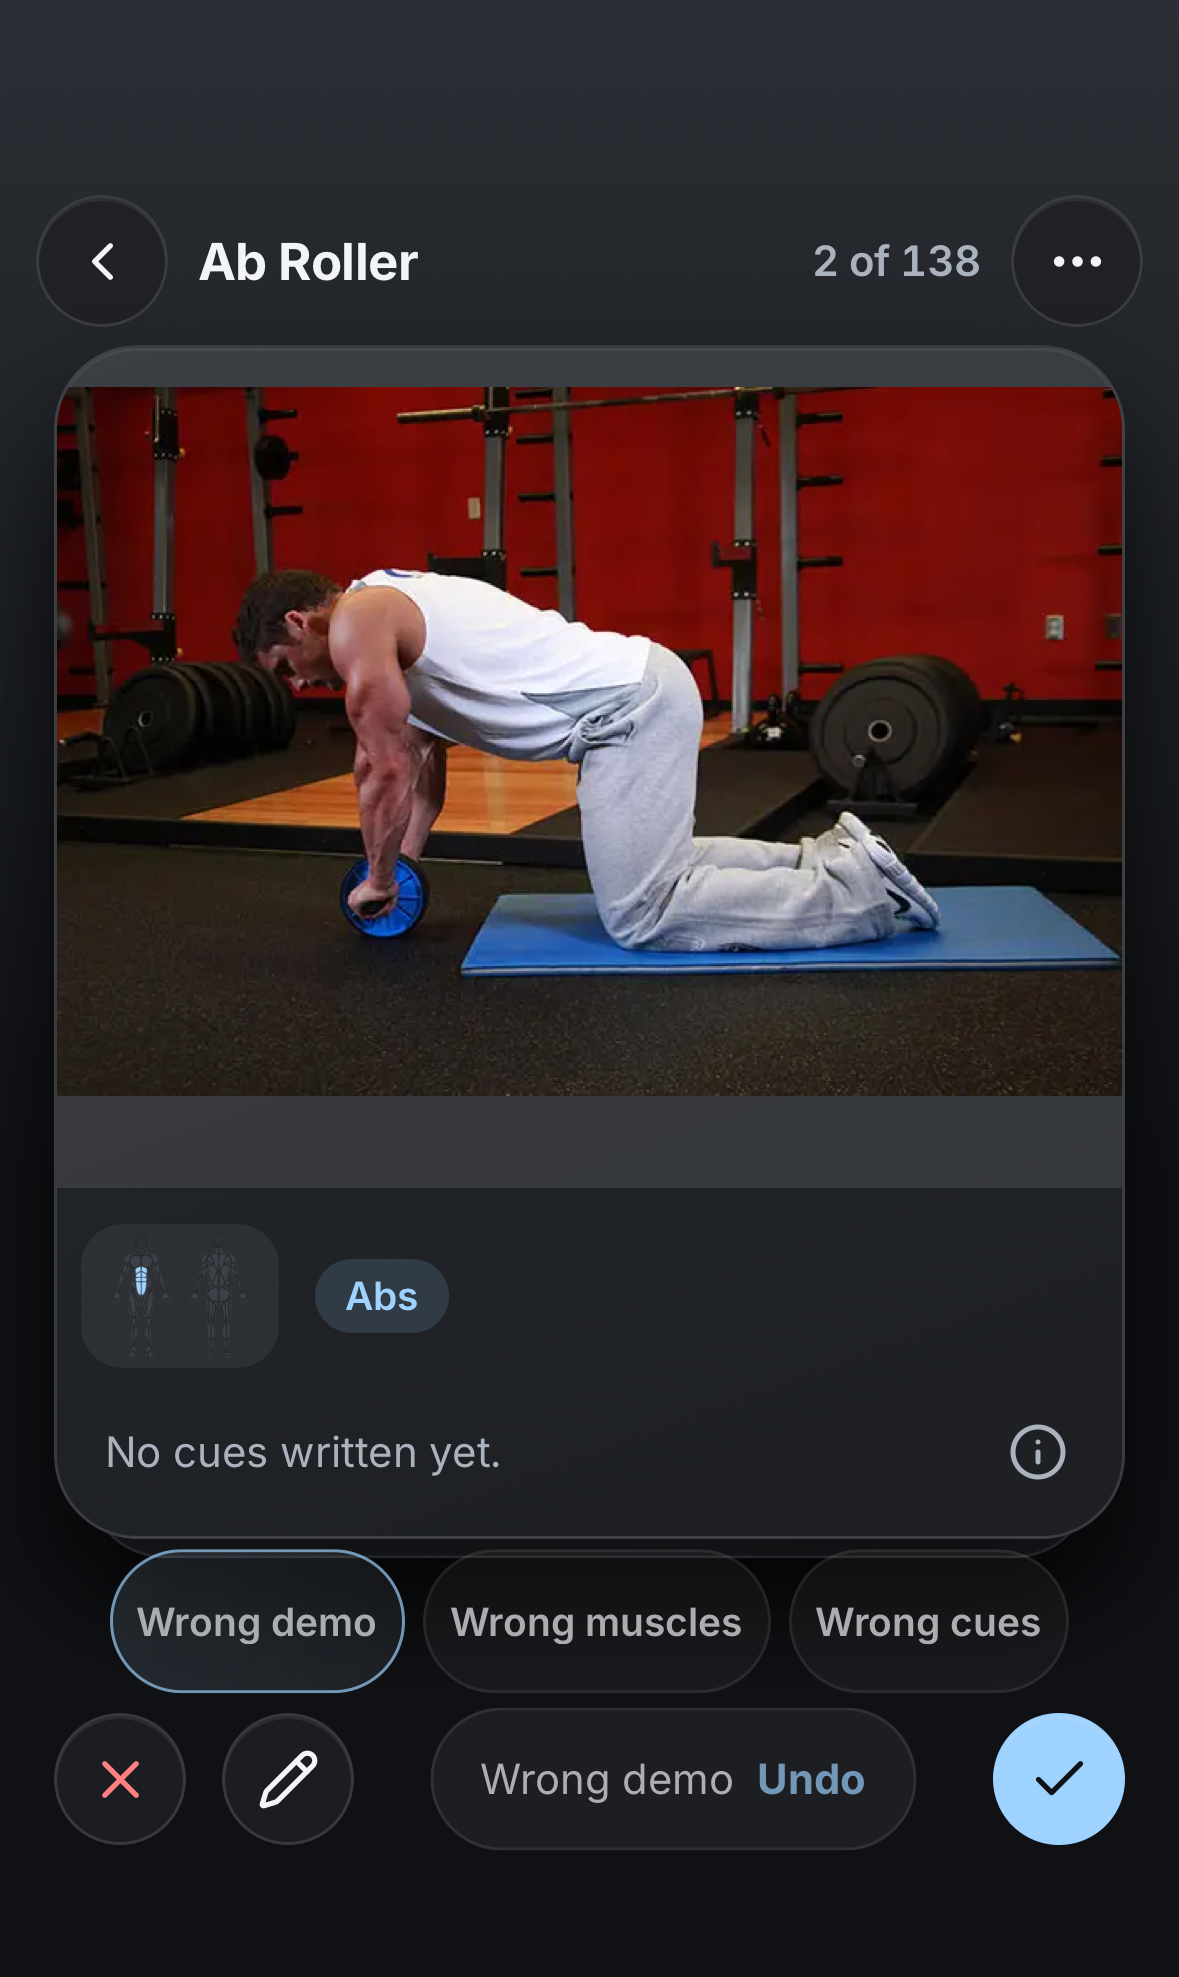 Ab Roller
2 of 138
Abs
No cues written yet.
Wrong demo
Wrong muscles
Wrong cues
Wrong demo Undo